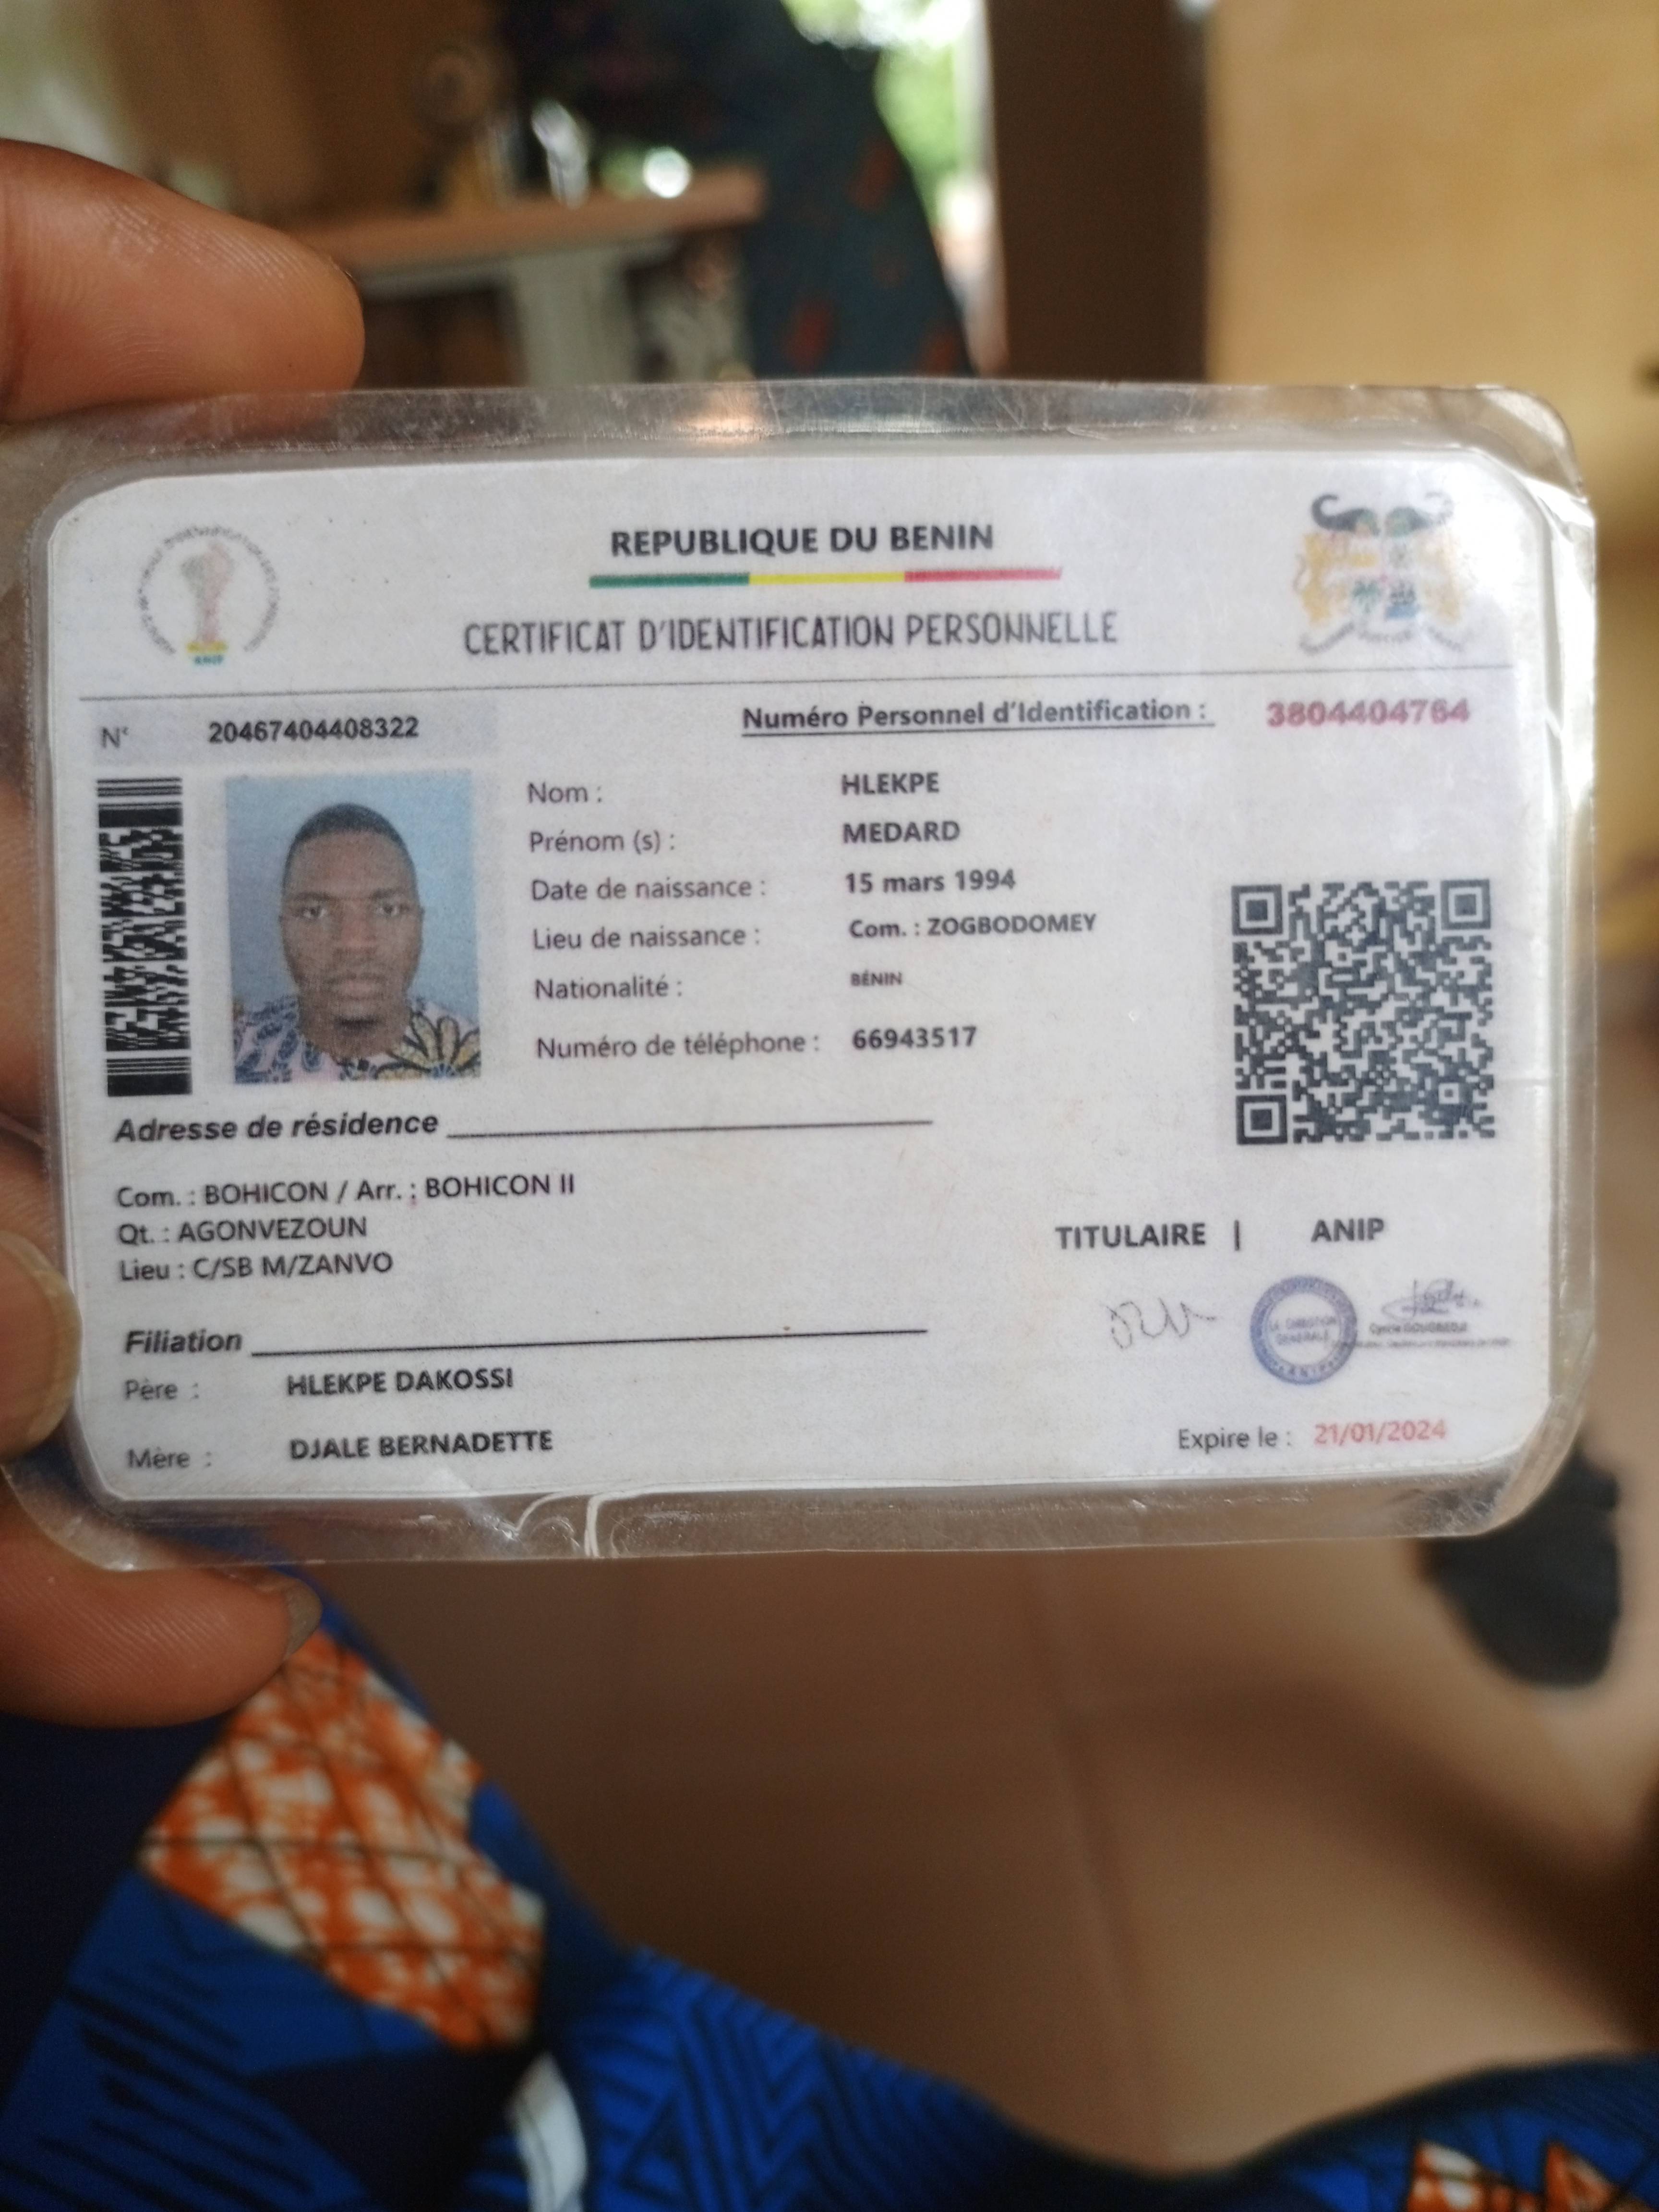 REPUBLIQUE DU BENIN
CERTIFICAT D'IDENTIFICATION PERSONNELLE
N° 20467404408322
Numéro Personnel d'Identification : 3804404764
Nom : HLEKPE
Prénom (s) : MEDARD
Date de naissance : 15 mars 1994
Lieu de naissance : Com. : ZOGBODOMEY
Nationalité : BÉNIN
Numéro de téléphone : 66943517
Adresse de résidence
Com. : BOHICON / Arr. : BOHICON II
Qt. : AGONVEZOUN
Lieu : C/SB M/ZANVO
TITULAIRE | ANIP
LA DIRECTION
GENERALE
Filiation
Père : HLEKPE DAKOSSI
Mère : DJALE BERNADETTE
Expire le : 21/01/2024